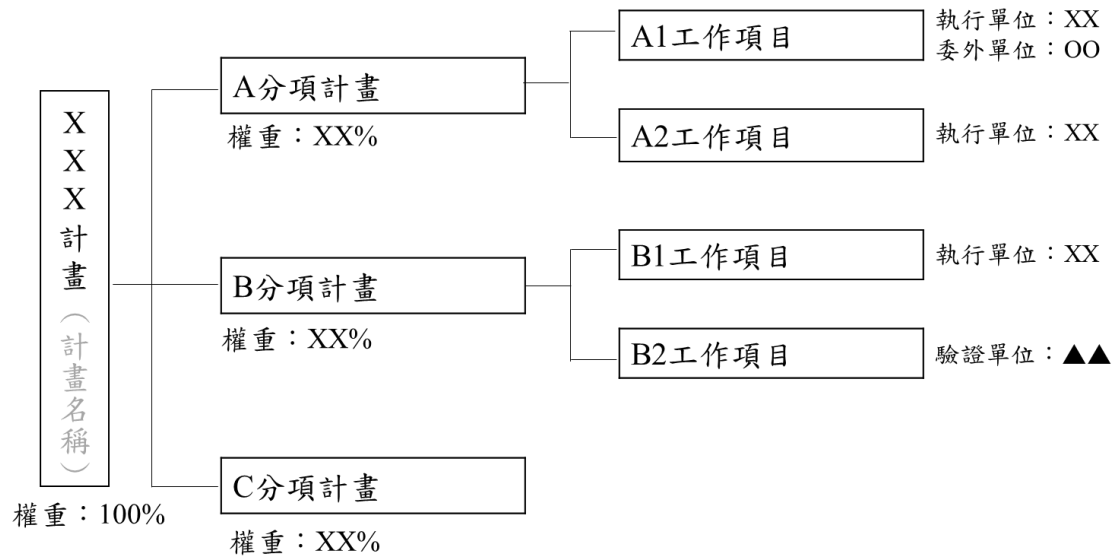 XXX計畫(計畫名稱)
權重：100%
A分項計畫
權重：XX%
A1工作項目
執行單位：XX
委外單位：OO
A2工作項目
執行單位：XX
B分項計畫
權重：XX%
B1工作項目
執行單位：XX
B2工作項目
驗證單位：▲▲
C分項計畫
權重：XX%